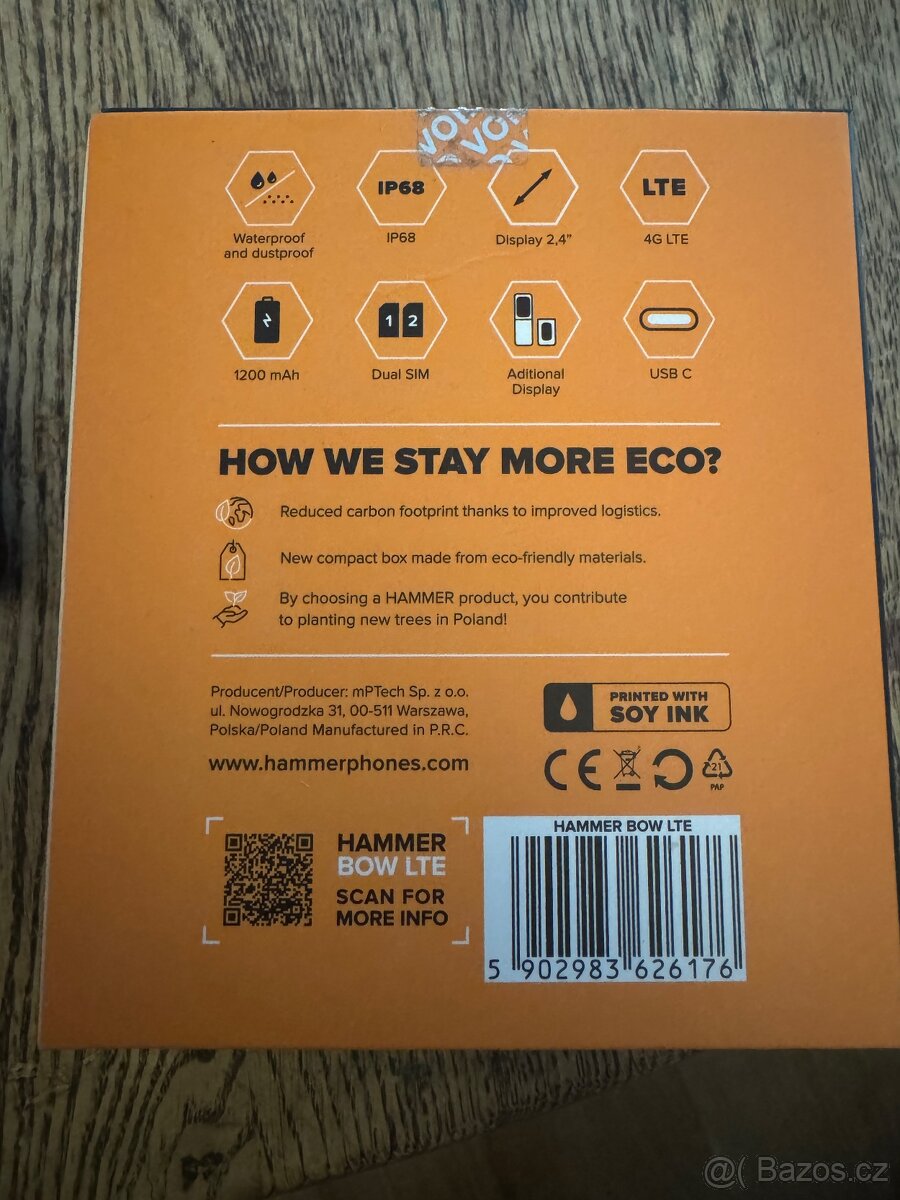 VOI VOI
IP68
LTE
Waterproof
and dustproof
IP68
Display 2,4”
4G LTE
1 2
1200 mAh
Dual SIM
Aditional
Display
USB C
HOW WE STAY MORE ECO?
Reduced carbon footprint thanks to improved logistics.
New compact box made from eco-friendly materials.
By choosing a HAMMER product, you contribute
to planting new trees in Poland!
Producent/Producer: mPTech Sp. z o.o.
ul. Nowogrodzka 31, 00-511 Warszawa,
Polska/Poland Manufactured in P.R.C.
www.hammerphones.com
PRINTED WITH
SOY INK
CE
21
PAP
HAMMER
BOW LTE
SCAN FOR
MORE INFO
HAMMER BOW LTE
5 902983 626176
@( Bazos.cz